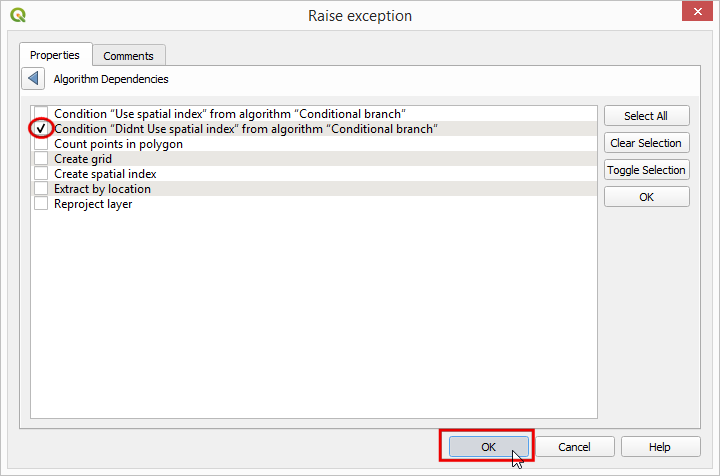 Raise exception
Properties
Comments
Algorithm Dependencies
Condition “Use spatial index” from algorithm “Conditional branch”
Condition “Didnt Use spatial index” from algorithm “Conditional branch”
Count points in polygon
Create grid
Create spatial index
Extract by location
Reproject layer
Select All
Clear Selection
Toggle Selection
OK
OK
Cancel
Help